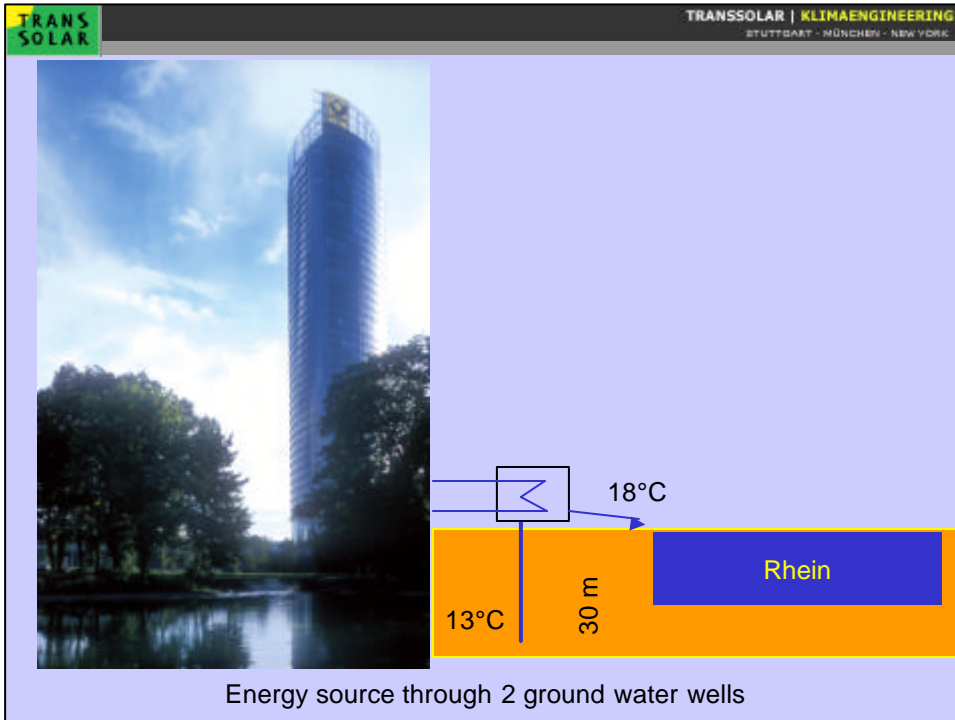 TRANS
SOLAR
TRANSSOLAR | KLIMAENGINEERING
STUTTGART - MÜNCHEN - NEW YORK
18°C
Rhein
30 m
13°C
Energy source through 2 ground water wells